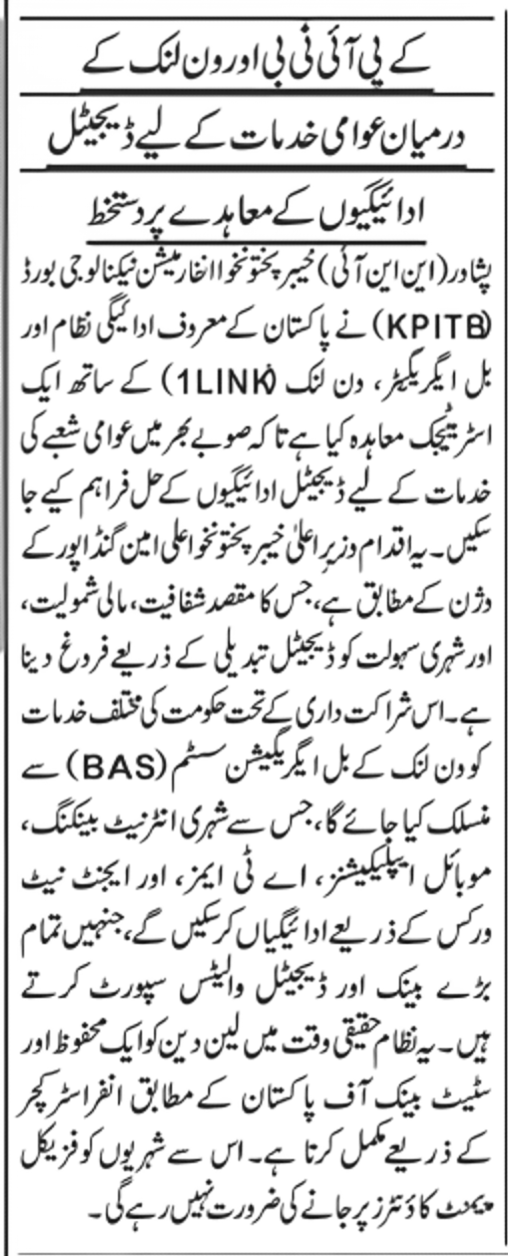 کے پی آئی ٹی بی اور ون لنک کے
درمیان عوامی خدمات کے لیے ڈیجیٹل
ادائیگیوں کے معاہدے پر دستخط
پشاور (این این آئی) خیبر پختونخوا انفارمیشن ٹیکنالوجی بورڈ
(KPITB) نے پاکستان کے معروف ادائیگی نظام اور
بل ایگریگیٹر، ون لنک (1LINK) کے ساتھ ایک
اسٹریٹیجک معاہدہ کیا ہے تاکہ صوبے بھر میں عوامی شعبے کی
خدمات کے لیے ڈیجیٹل ادائیگیوں کے حل فراہم کیے جا
سکیں۔ یہ اقدام وزیر اعلیٰ خیبر پختونخوا علی امین گنڈاپور کے
وژن کے مطابق ہے، جس کا مقصد شفافیت، مالی شمولیت،
اور شہری سہولت کو ڈیجیٹل تبدیلی کے ذریعے فروغ دینا
ہے۔ اس شراکت داری کے تحت حکومت کی مختلف خدمات
کو ون لنک کے بل ایگریگیشن سسٹم (BAS) سے
منسلک کیا جائے گا، جس سے شہری انٹرنیٹ بینکنگ،
موبائل ایپلیکیشنز، اے ٹی ایمز، اور ایجنٹ نیٹ
ورکس کے ذریعے ادائیگیاں کر سکیں گے، جنہیں تمام
بڑے بینک اور ڈیجیٹل والیٹس سپورٹ کرتے
ہیں۔ یہ نظام حقیقی وقت میں لین دین کو ایک محفوظ اور
سٹیٹ بینک آف پاکستان کے مطابق انفراسٹرکچر
کے ذریعے مکمل کرتا ہے۔ اس سے شہریوں کو فزیکل
پیمنٹ کاؤنٹرز پر جانے کی ضرورت نہیں رہے گی۔